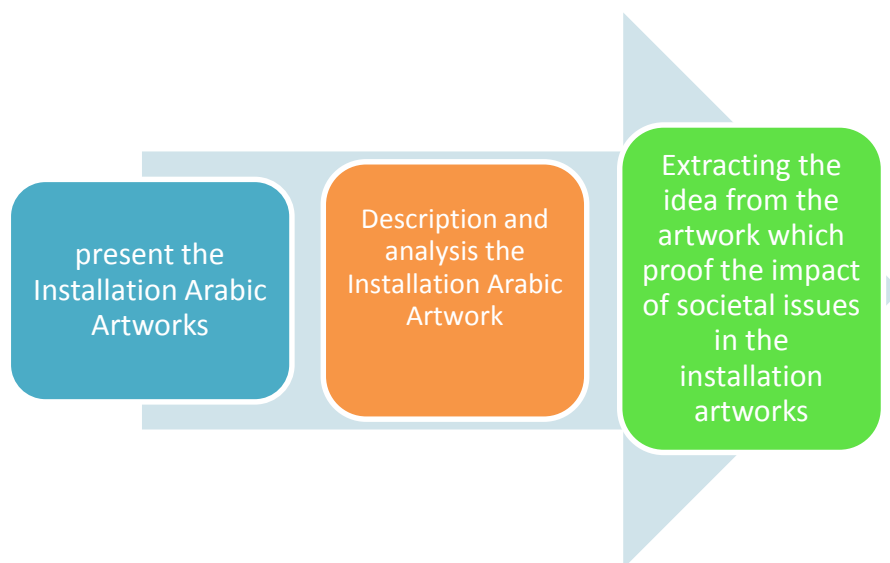 present the
Installation Arabic
Artworks
Description and
analysis the
Installation Arabic
Artwork
Extracting the
idea from the
artwork which
proof the impact
of societal issues
in the
installation
artworks